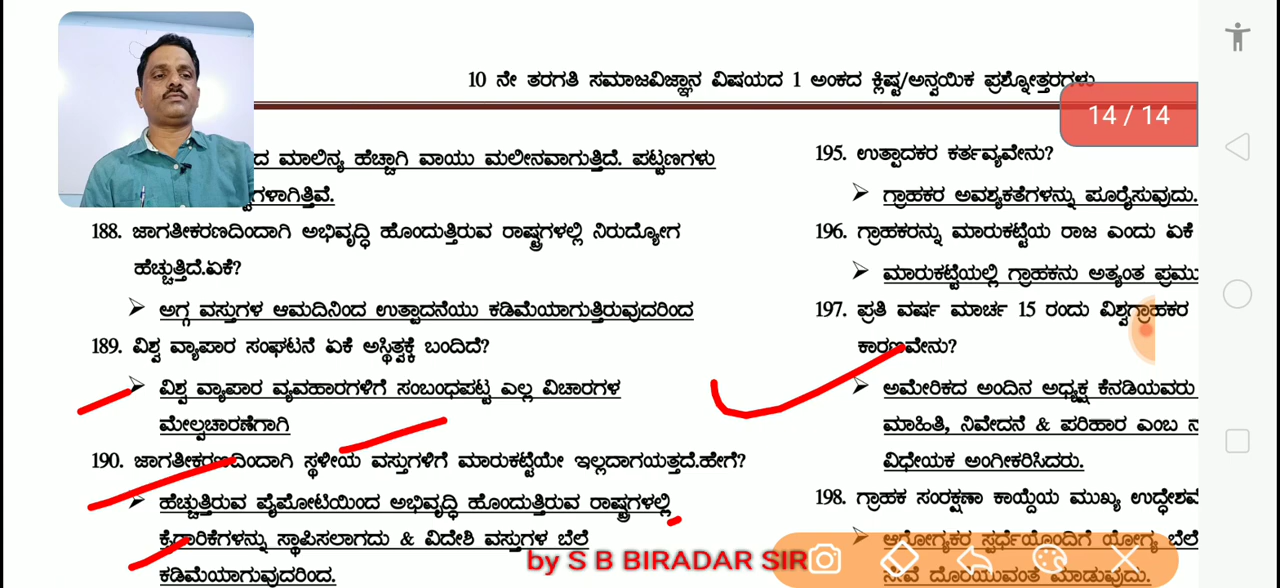 10 ನೇ ತರಗತಿ ಸಮಾಜವಿಜ್ಞಾನ ವಿಷಯದ 1 ಅಂಕದ ಕ್ಲಿಷ್ಟ/ಅನ್ವಯಿಕ ಪ್ರಶ್ನೋತ್ತರಗಳು
14 / 14
ದ ಮಾಲಿನ್ಯ ಹೆಚ್ಚಾಗಿ ವಾಯು ಮಲೀನವಾಗುತ್ತಿದೆ. ಪಟ್ಟಣಗಳು
ಗಳಾಗಿತ್ತಿವೆ.
188. ಜಾಗತೀಕರಣದಿಂದಾಗಿ ಅಭಿವೃದ್ಧಿ ಹೊಂದುತ್ತಿರುವ ರಾಷ್ಟ್ರಗಳಲ್ಲಿ ನಿರುದ್ಯೋಗ
ಹೆಚ್ಚುತ್ತಿದೆ.ಏಕೆ?
➢ ಅಗ್ಗ ವಸ್ತುಗಳ ಆಮದಿನಿಂದ ಉತ್ಪಾದನೆಯು ಕಡಿಮೆಯಾಗುತ್ತಿರುವುದರಿಂದ
189. ವಿಶ್ವ ವ್ಯಾಪಾರ ಸಂಘಟನೆ ಏಕೆ ಅಸ್ಥಿತ್ವಕ್ಕೆ ಬಂದಿದೆ?
➢ ವಿಶ್ವ ವ್ಯಾಪಾರ ವ್ಯವಹಾರಗಳಿಗೆ ಸಂಬಂಧಪಟ್ಟ ಎಲ್ಲ ವಿಚಾರಗಳ
ಮೇಲ್ವಿಚಾರಣೆಗಾಗಿ
190. ಜಾಗತೀಕರಣದಿಂದಾಗಿ ಸ್ಥಳೀಯ ವಸ್ತುಗಳಿಗೆ ಮಾರುಕಟ್ಟೆಯೇ ಇಲ್ಲದಾಗಯತ್ತದೆ.ಹೇಗೆ?
➢ ಹೆಚ್ಚುತ್ತಿರುವ ಪೈಪೋಟಿಯಿಂದ ಅಭಿವೃದ್ಧಿ ಹೊಂದುತ್ತಿರುವ ರಾಷ್ಟ್ರಗಳಲ್ಲಿ
ಕೈಗಾರಿಕೆಗಳನ್ನು ಸ್ಥಾಪಿಸಲಾಗದು & ವಿದೇಶಿ ವಸ್ತುಗಳ ಬೆಲೆ
ಕಡಿಮೆಯಾಗುವುದರಿಂದ.
195. ಉತ್ಪಾದಕರ ಕರ್ತವ್ಯವೇನು?
➢ ಗ್ರಾಹಕರ ಅವಶ್ಯಕತೆಗಳನ್ನು ಪೂರೈಸುವುದು.
196. ಗ್ರಾಹಕರನ್ನು ಮಾರುಕಟ್ಟೆಯ ರಾಜ ಎಂದು ಏಕೆ
➢ ಮಾರುಕಟ್ಟೆಯಲ್ಲಿ ಗ್ರಾಹಕನು ಅತ್ಯಂತ ಪ್ರಮು
197. ಪ್ರತಿ ವರ್ಷ ಮಾರ್ಚ 15 ರಂದು ವಿಶ್ವಗ್ರಾಹಕರ
ಕಾರಣವೇನು?
➢ ಅಮೇರಿಕದ ಅಂದಿನ ಅಧ್ಯಕ್ಷ ಕೆನಡಿಯವರು
ಮಾಹಿತಿ, ನಿವೇದನೆ & ಪರಿಹಾರ ಎಂಬ ನ
ವಿಧೇಯಕ ಅಂಗೀಕರಿಸಿದರು.
198. ಗ್ರಾಹಕ ಸಂರಕ್ಷಣಾ ಕಾಯ್ದೆಯ ಮುಖ್ಯ ಉದ್ಧೇಶವೆ
➢ ಆರೋಗ್ಯಕರ ಸ್ಪರ್ಧೆಯೊಂದಿಗೆ ಯೋಗ್ಯ ಬೆಲೆ
ಸೇವೆ ದೊರೆಯುವಂತೆ ಮಾಡುವುದು.
by S B BIRADAR SIR